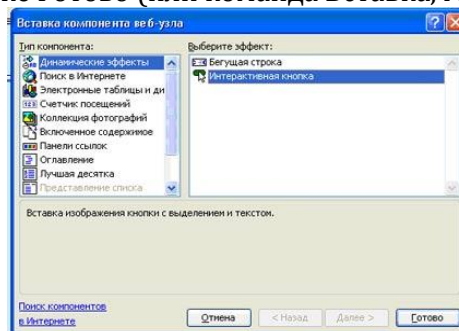 Вставка компонента веб-узла
Тип компонента:
Динамические эффекты
Поиск в Интернете
Электронные таблицы и ди
Счетчик посещений
Коллекция фотографий
Включенное содержимое
Панели ссылок
Оглавление
Лучшая десятка
Представление списка
Выберите эффект:
Бегущая строка
Интерактивная кнопка
Вставка изображения кнопки с выделением и текстом.
Поиск компонентов
в Интернете
Отмена
< Назад
Далее >
Готово